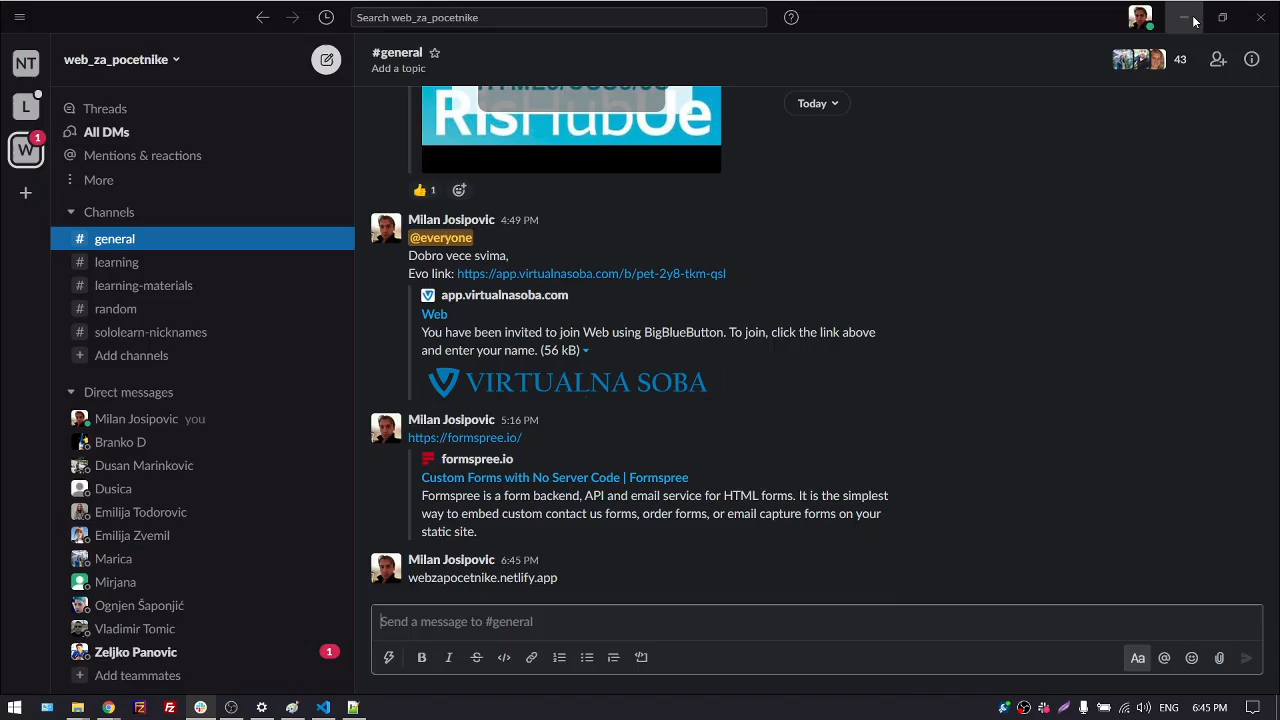 Search web_za_pocetnike
NT
L
W
1
web_za_pocetnike
Threads
All DMs
Mentions & reactions
More
Channels
# general
# learning
# learning-materials
# random
# sololearn-nicknames
Add channels
Direct messages
Milan Josipovic you
Branko D
Dusan Marinkovic
Dusica
Emilija Todorovic
Emilija Zvemil
Marica
Mirjana
Ognjen Šaponjić
Vladimir Tomic
Zeljko Panovic 1
Add teammates
#general
Add a topic
43
Today
RisHubUe
1
Milan Josipovic 4:49 PM
@everyone
Dobro vece svima,
Evo link: https://app.virtualnasoba.com/b/pet-2y8-tkm-qsl
app.virtualnasoba.com
Web
You have been invited to join Web using BigBlueButton. To join, click the link above
and enter your name. (56 kB)
VIRTUALNA SOBA
Milan Josipovic 5:16 PM
https://formspree.io/
formspree.io
Custom Forms with No Server Code | Formspree
Formspree is a form backend, API and email service for HTML forms. It is the simplest
way to embed custom contact us forms, order forms, or email capture forms on your
static site.
Milan Josipovic 6:45 PM
webzapocetnike.netlify.app
Send a message to #general
B I S
Aa @
6:45 PM